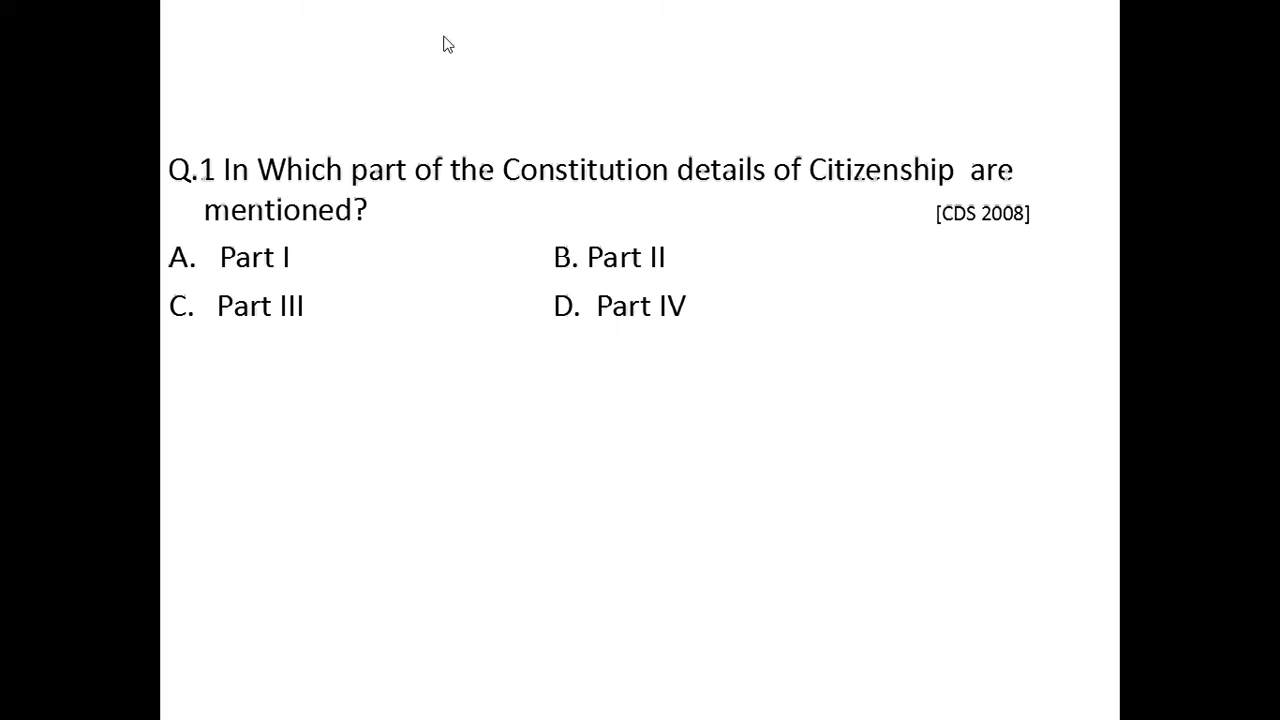 Q.1 In Which part of the Constitution details of Citizenship are
mentioned? [CDS 2008]
A. Part I B. Part II
C. Part III D. Part IV